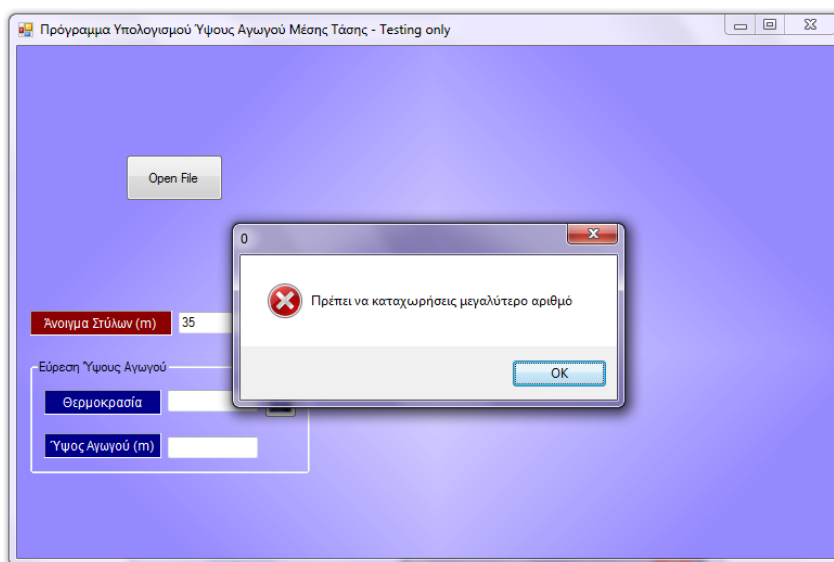 Πρόγραμμα Υπολογισμού Ύψους Αγωγού Μέσης Τάσης - Testing only
Open File
0
Πρέπει να καταχωρήσεις μεγαλύτερο αριθμό
OK
Άνοιγμα Στύλων (m) 35
Εύρεση Ύψους Αγωγού
Θερμοκρασία
Ύψος Αγωγού (m)